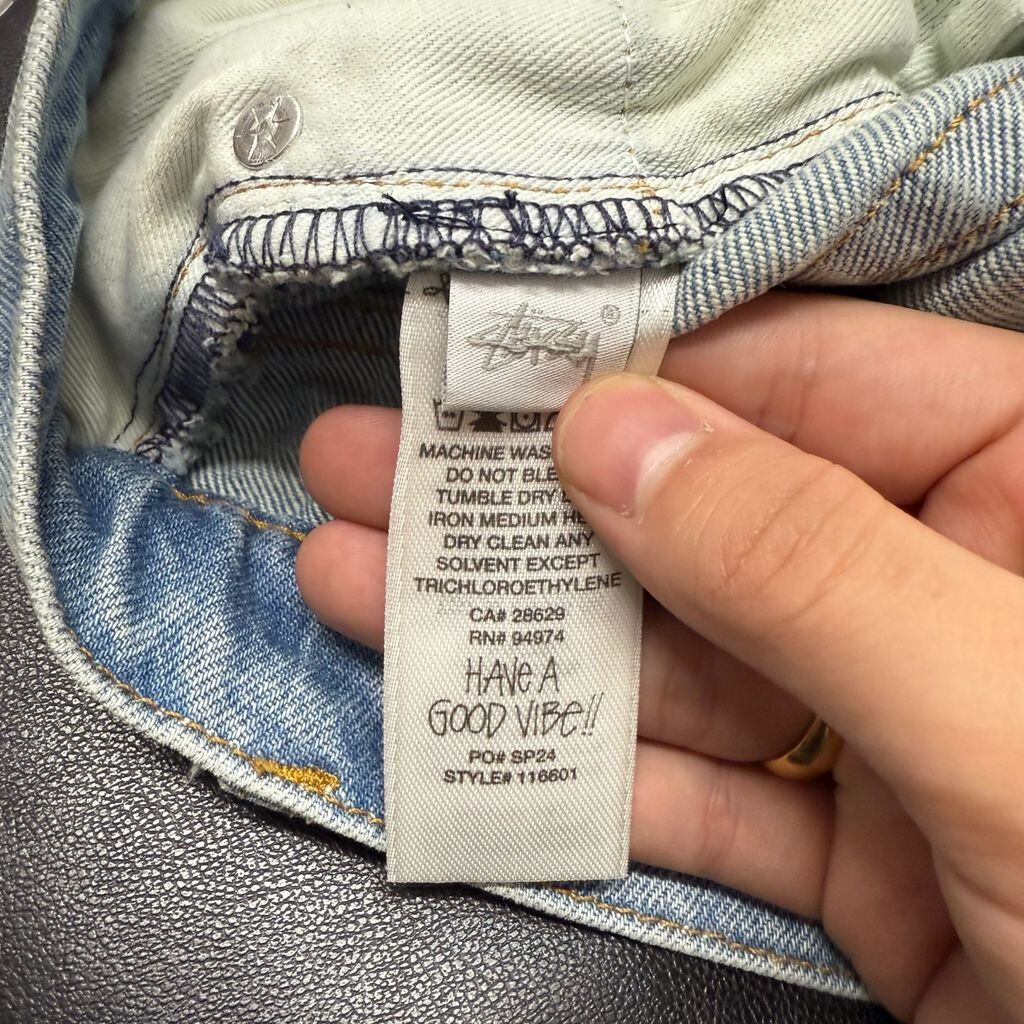 Stüssy ®
MACHINE WAS
DO NOT BLE
TUMBLE DRY
IRON MEDIUM HE
DRY CLEAN ANY
SOLVENT EXCEPT
TRICHLOROETHYLENE
CA# 28629
RN# 94974
HAVE A
GOOD VIBE!!
PO# SP24
STYLE# 116601